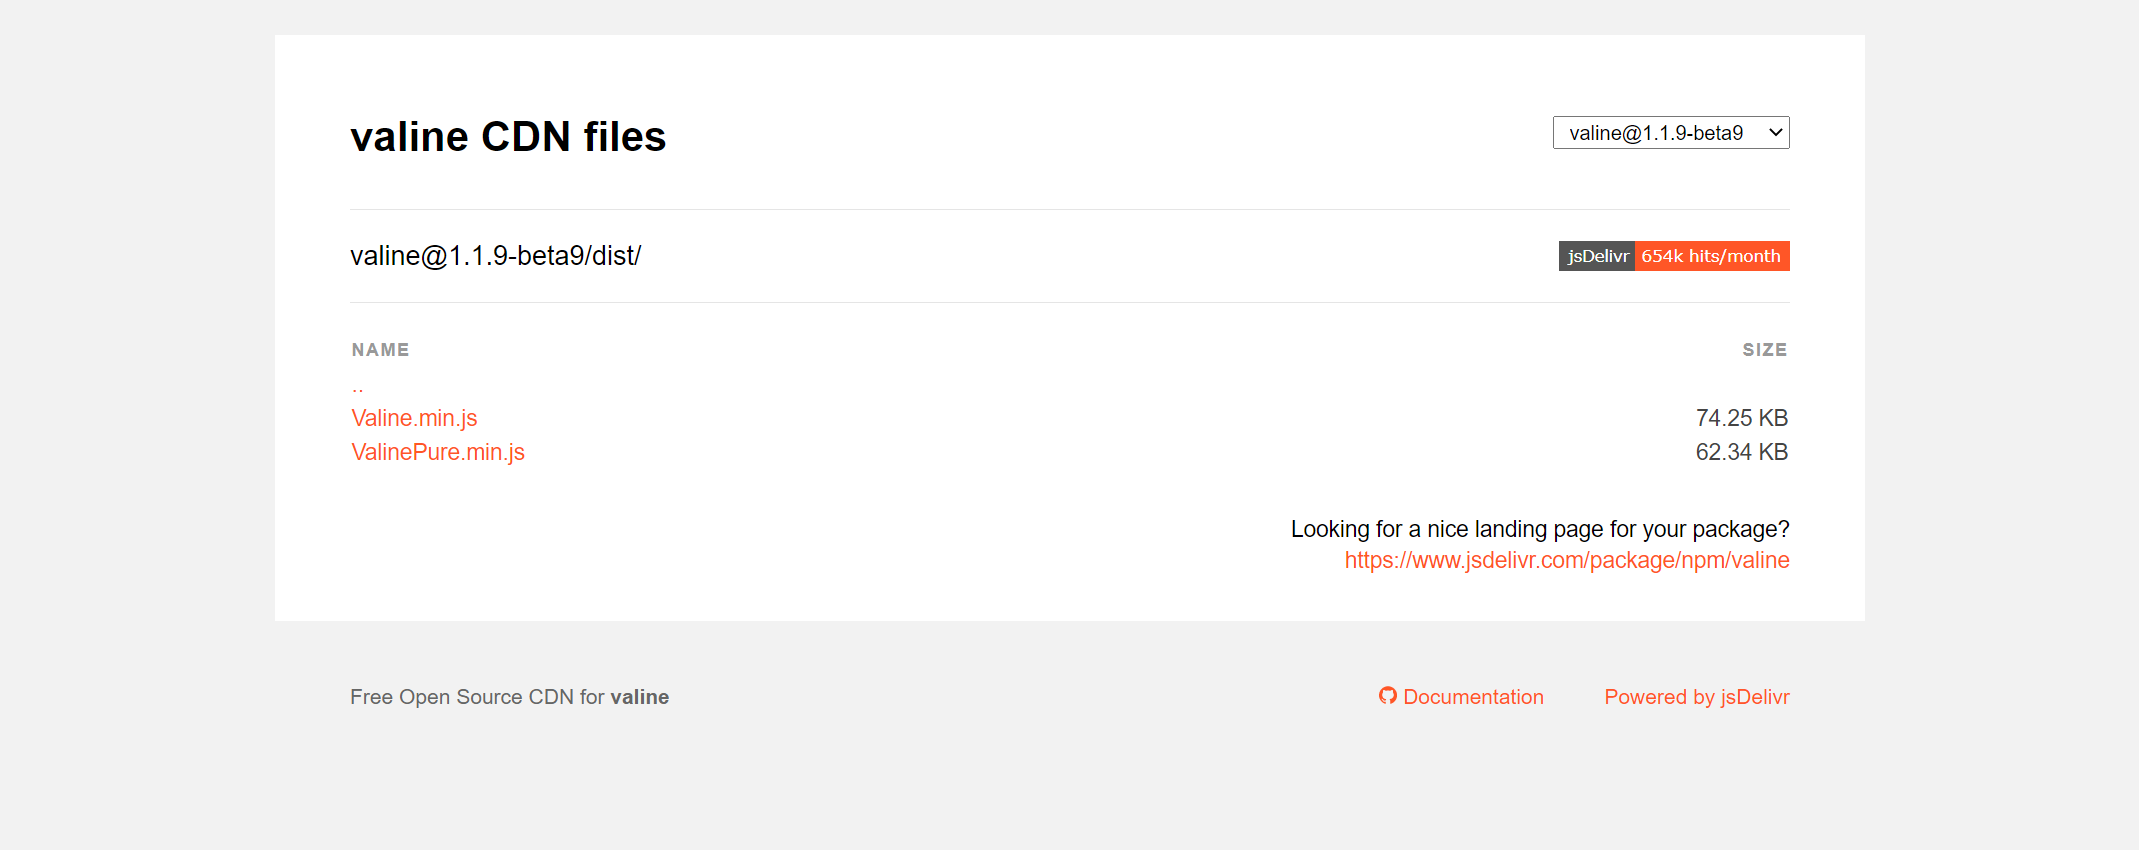 valine CDN files
valine@1.1.9-beta9
valine@1.1.9-beta9/dist/
jsDelivr 654k hits/month
NAME SIZE
..
Valine.min.js 74.25 KB
ValinePure.min.js 62.34 KB
Looking for a nice landing page for your package?
https://www.jsdelivr.com/package/npm/valine
Free Open Source CDN for valine Documentation Powered by jsDelivr